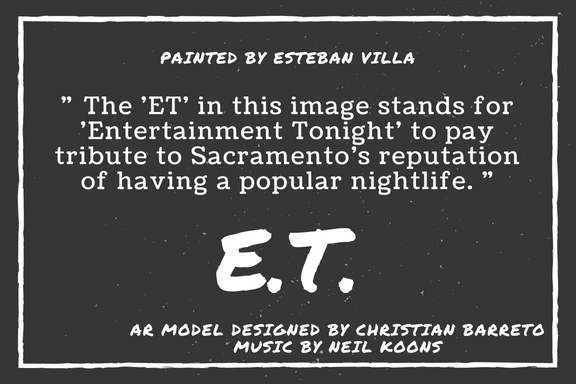 PAINTED BY ESTEBAN VILLA
” The ’ET’ in this image stands for
’Entertainment Tonight’ to pay
tribute to Sacramento’s reputation
of having a popular nightlife. ”
E.T.
AR MODEL DESIGNED BY CHRISTIAN BARRETO
MUSIC BY NEIL KOONS